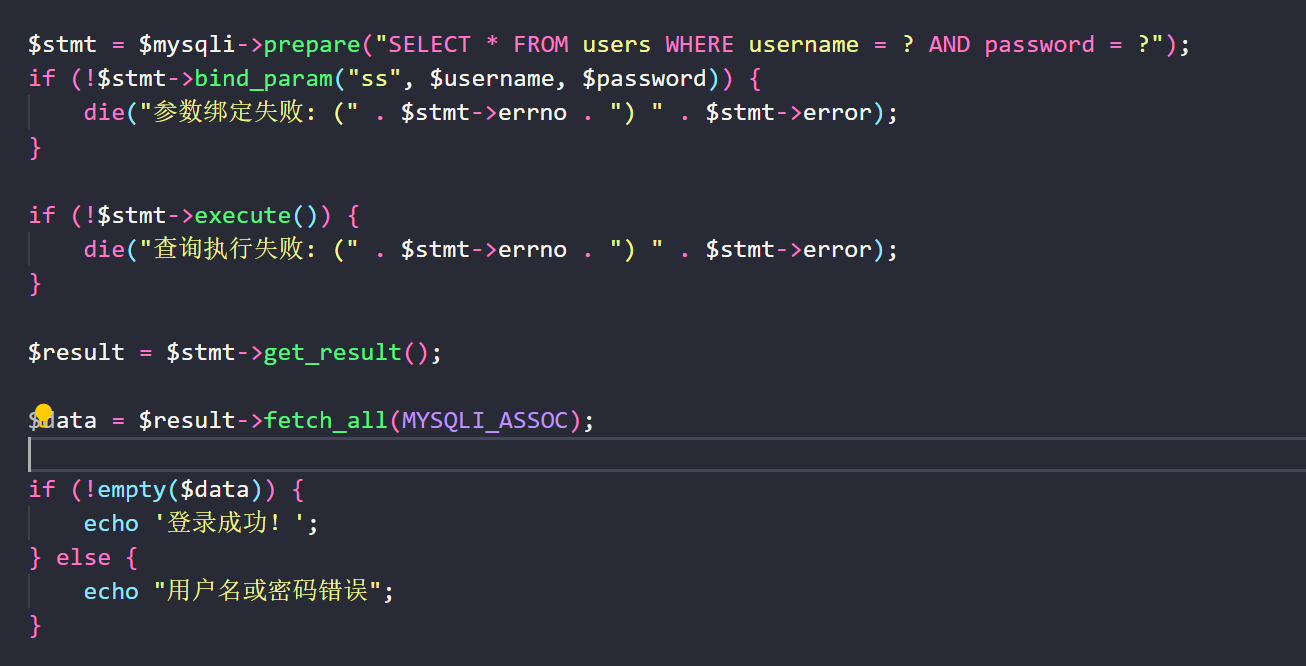 $stmt = $mysqli->prepare("SELECT * FROM users WHERE username = ? AND password = ?");
if (!$stmt->bind_param("ss", $username, $password)) {
    die("参数绑定失败: (" . $stmt->errno . ") " . $stmt->error);
}
if (!$stmt->execute()) {
    die("查询执行失败: (" . $stmt->errno . ") " . $stmt->error);
}
$result = $stmt->get_result();
$data = $result->fetch_all(MYSQLI_ASSOC);
if (!empty($data)) {
    echo '登录成功！';
} else {
    echo "用户名或密码错误";
}